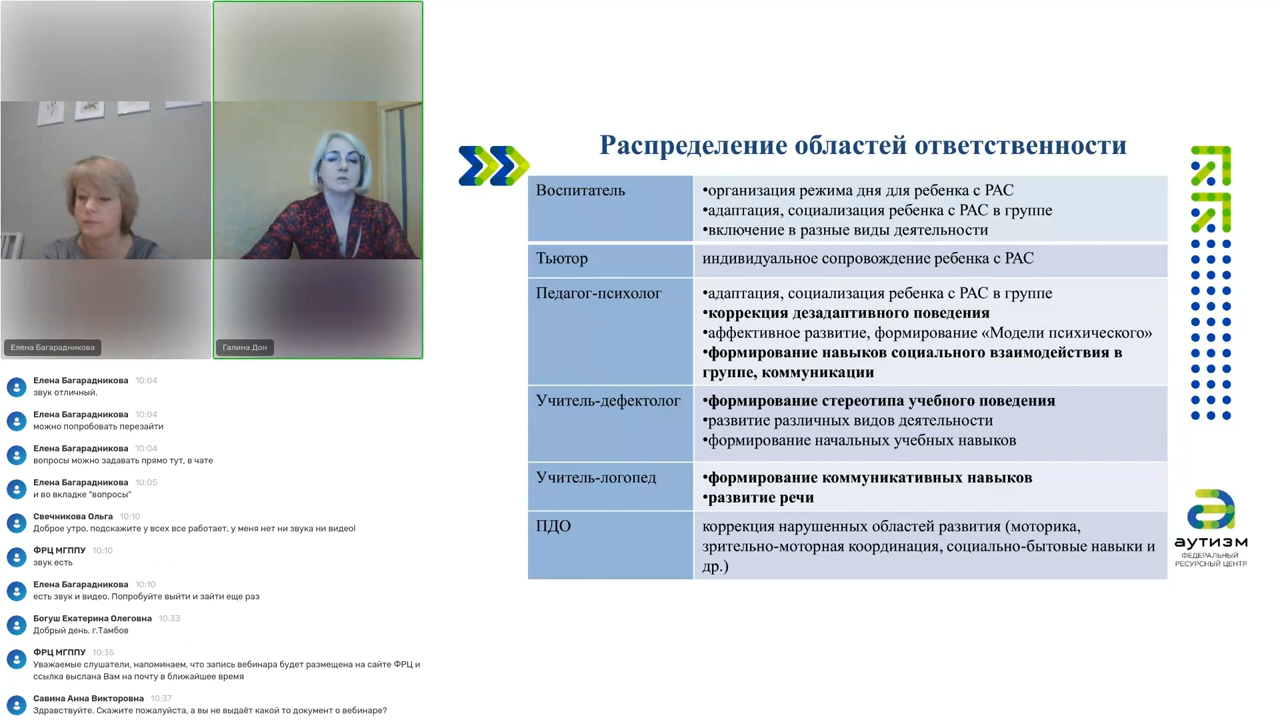 Елена Багарадникова
Галина Дон
Елена Багарадникова 10:04
звук отличный.
Елена Багарадникова 10:04
можно попробовать перезайти
Елена Багарадникова 10:04
вопросы можно задавать прямо тут, в чате
Елена Багарадникова 10:05
и во вкладке "вопросы"
Свечникова Ольга 10:10
Доброе утро, подскажите у всех все работает, у меня нет ни звука ни видео!
ФРЦ МГППУ 10:10
звук есть
Елена Багарадникова 10:10
есть звук и видео. Попробуйте выйти и зайти еще раз
Богуш Екатерина Олеговна 10:33
Добрый день. г.Тамбов
ФРЦ МГППУ 10:35
Уважаемые слушатели, напоминаем, что запись вебинара будет размещена на сайте ФРЦ и
ссылка выслана Вам на почту в ближайшее время
Савина Анна Викторовна 10:37
Здравствуйте. Скажите пожалуйста, а вы не выдаёт какой то документ о вебинаре?
Распределение областей ответственности
Воспитатель
•организация режима дня для ребенка с РАС
•адаптация, социализация ребенка с РАС в группе
•включение в разные виды деятельности
Тьютор
индивидуальное сопровождение ребенка с РАС
Педагог-психолог
•адаптация, социализация ребенка с РАС в группе
•коррекция дезадаптивного поведения
•аффективное развитие, формирование «Модели психического»
•формирование навыков социального взаимодействия в
группе, коммуникации
Учитель-дефектолог
•формирование стереотипа учебного поведения
•развитие различных видов деятельности
•формирование начальных учебных навыков
Учитель-логопед
•формирование коммуникативных навыков
•развитие речи
ПДО
коррекция нарушенных областей развития (моторика,
зрительно-моторная координация, социально-бытовые навыки и
др.)
аутизм
ФЕДЕРАЛЬНЫЙ
РЕСУРСНЫЙ ЦЕНТР